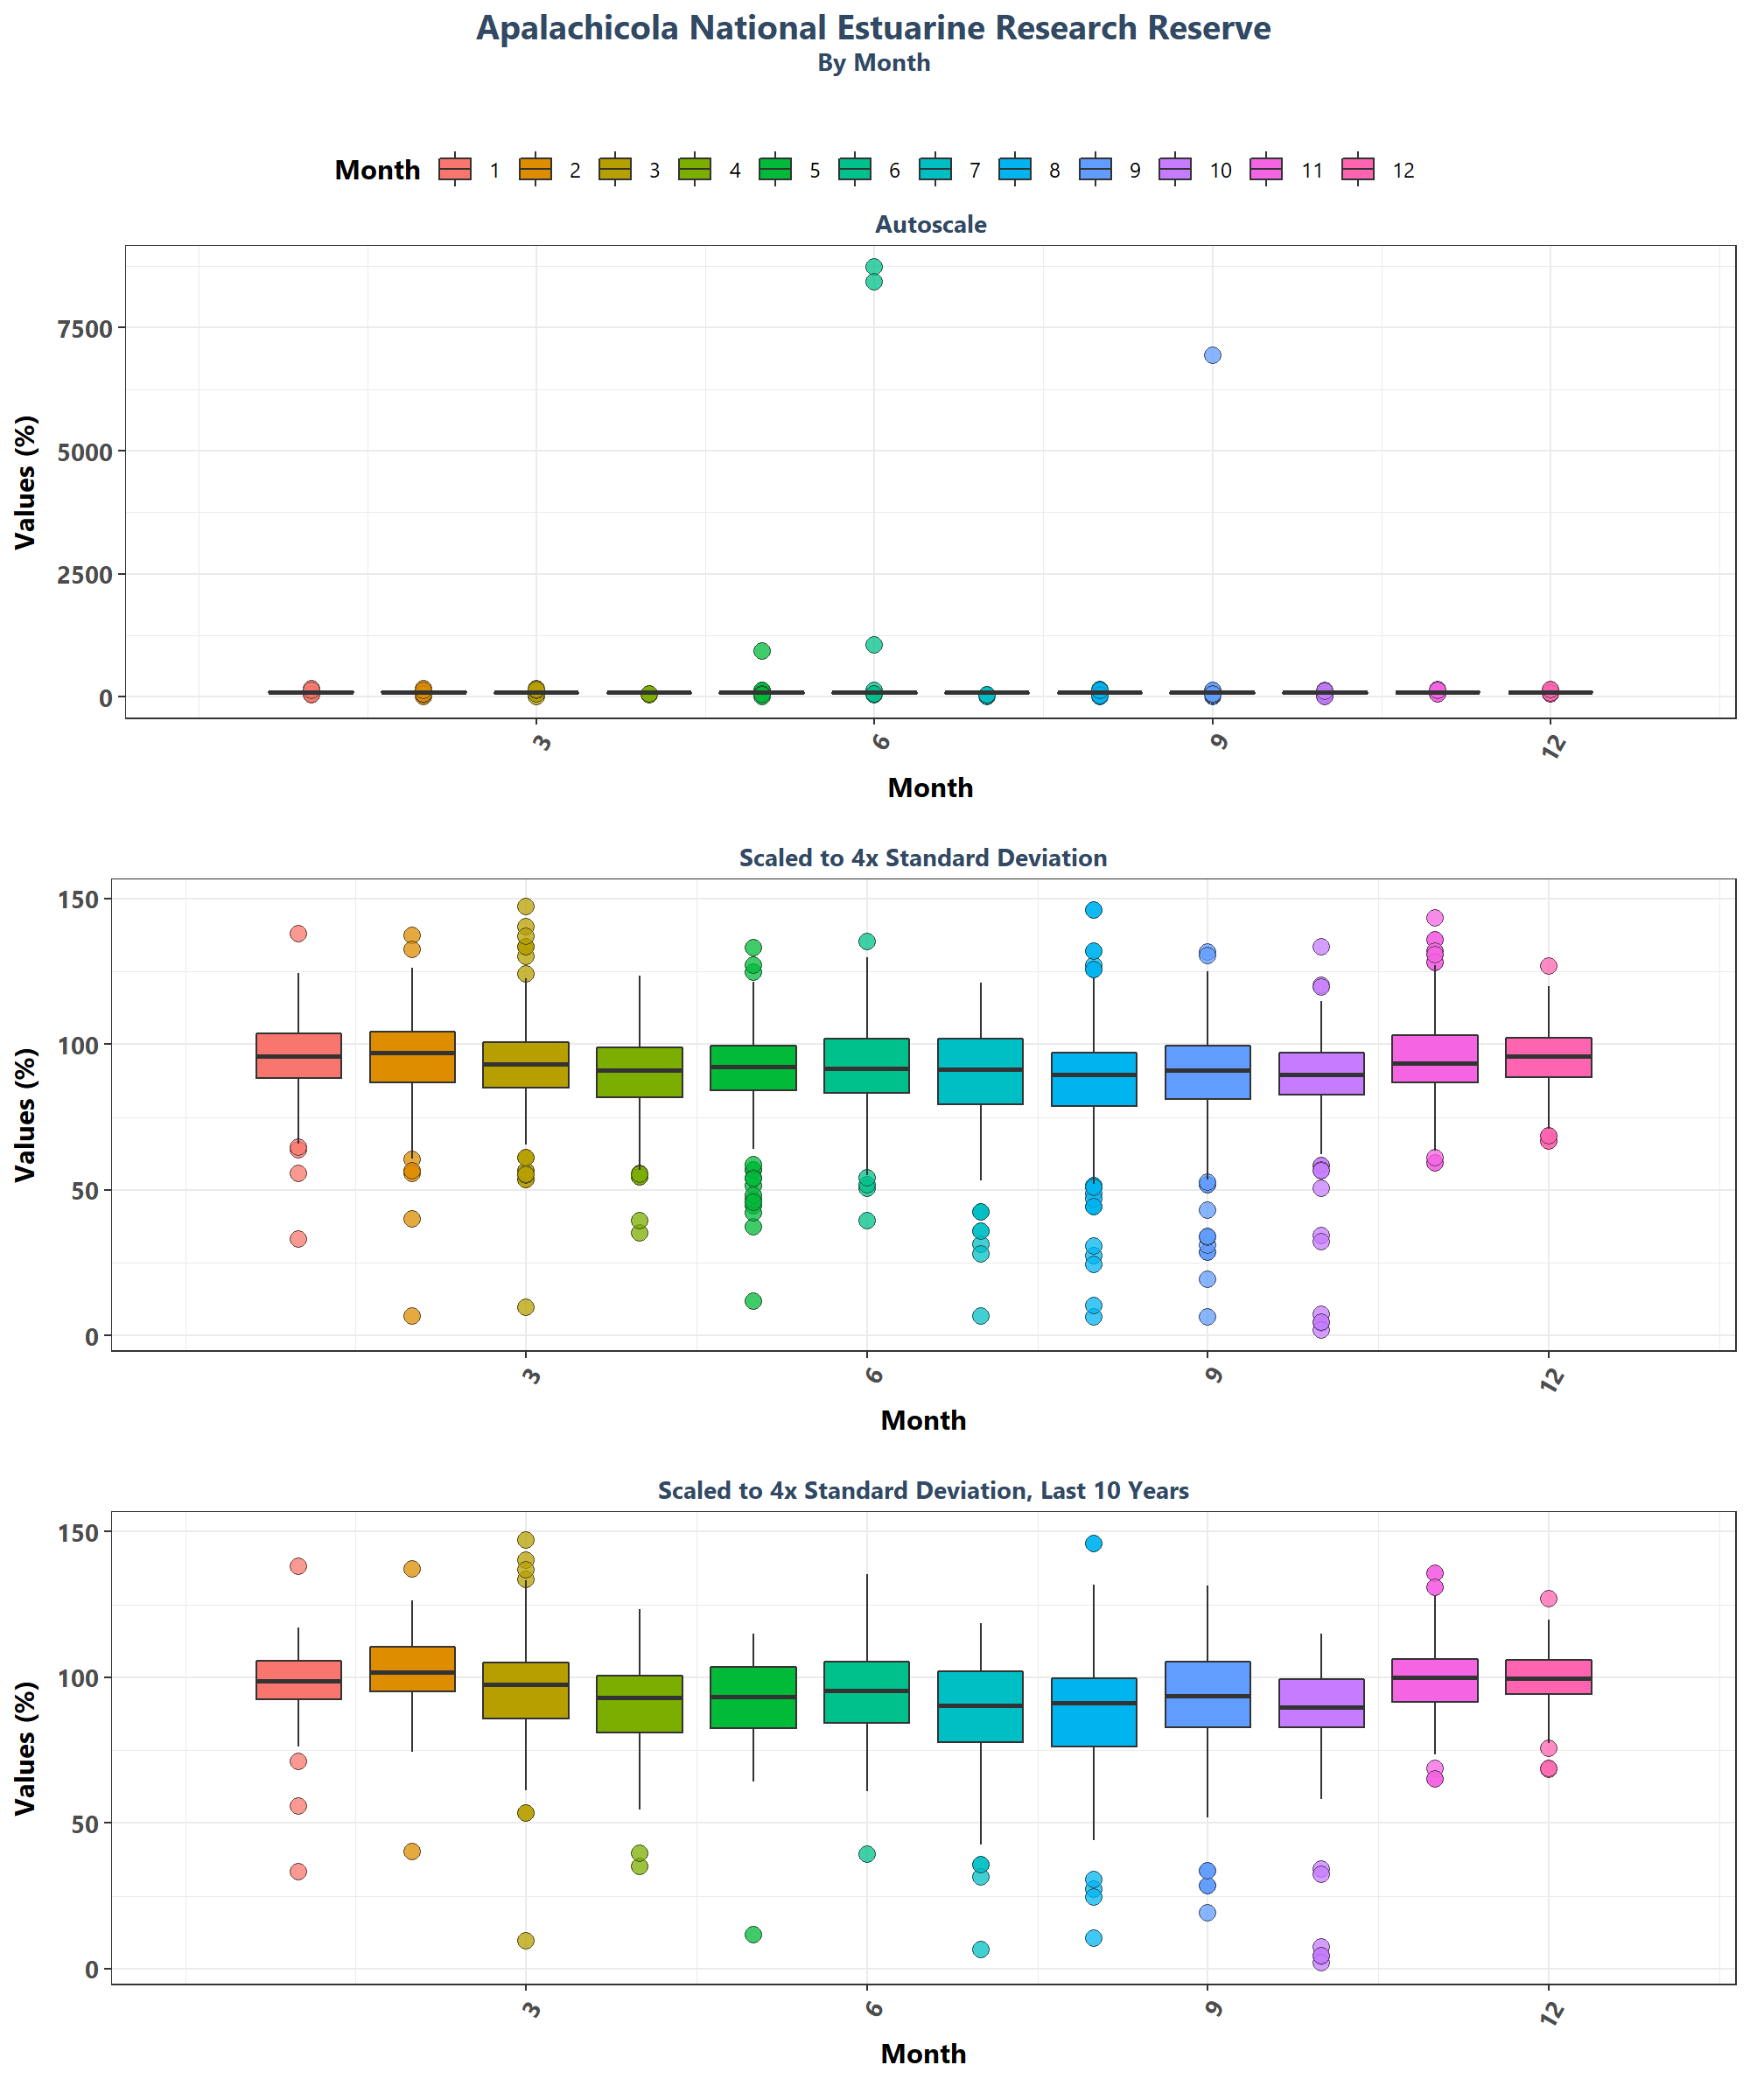 Apalachicola National Estuarine Research Reserve
By Month
Month 1 2 3 4 5 6 7 8 9 10 11 12
Autoscale
Values (%)
7500
5000
2500
0
3 6 9 12
Month
Scaled to 4x Standard Deviation
Values (%)
150
100
50
0
3 6 9 12
Month
Scaled to 4x Standard Deviation, Last 10 Years
Values (%)
150
100
50
0
3 6 9 12
Month